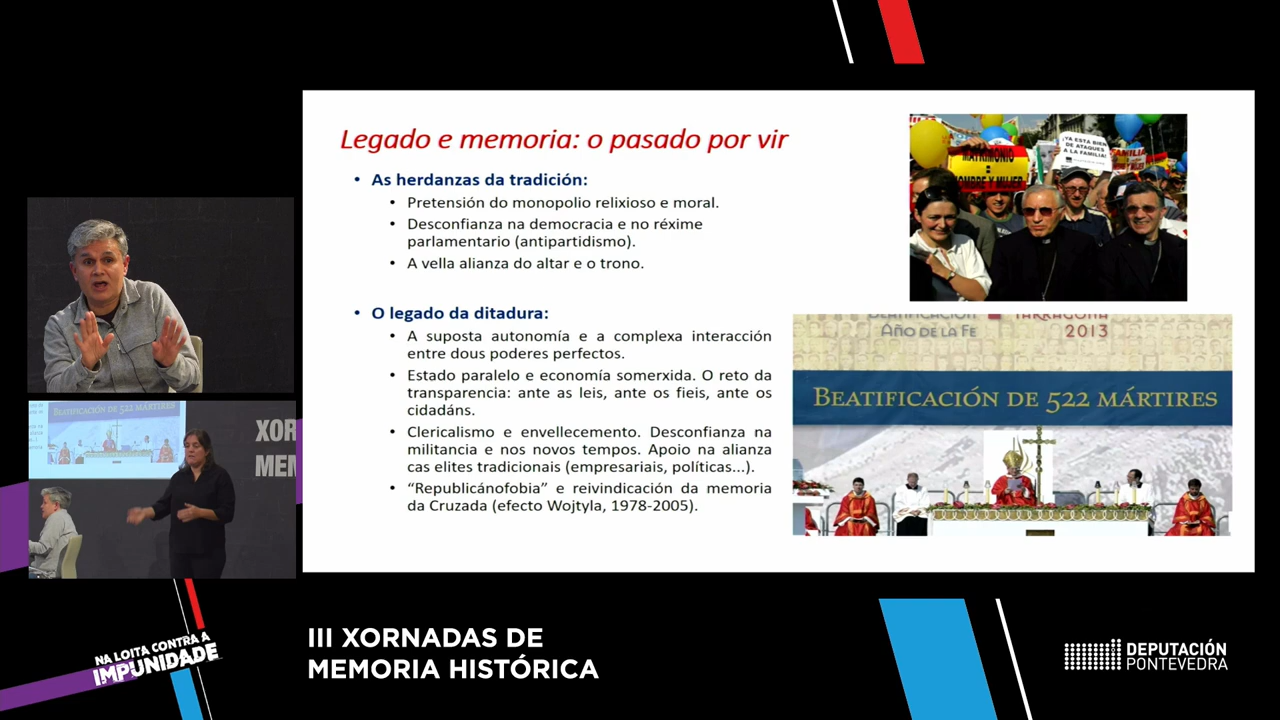 Legado e memoria: o pasado por vir
• As herdanzas da tradición:
• Pretensión do monopolio relixioso e moral.
• Desconfianza na democracia e no réxime
parlamentario (antipartidismo).
• A vella alianza do altar e o trono.
• O legado da ditadura:
• A suposta autonomía e a complexa interacción
entre dous poderes perfectos.
• Estado paralelo e economía somerxida. O reto da
transparencia: ante as leis, ante os fieis, ante os
cidadáns.
• Clericalismo e envellecemento. Desconfianza na
militancia e nos novos tempos. Apoio na alianza
cas elites tradicionais (empresariais, políticas...).
• “Republicánofobia” e reivindicación da memoria
da Cruzada (efecto Wojtyla, 1978-2005).
MATRIMONIO
=
HOMBRE Y MUJER
¡YA ESTA BIEN
DE ATAQUES
A LA FAMILIA!
FAMILIA
BEATIFICACIÓN TARRAGONA
AÑO DE LA FE 2013
BEATIFICACIÓN DE 522 MÁRTIRES
BEATIFICACIÓN DE 522 MÁRTIRES
XOR
MEM
NA LOITA CONTRA A
IMPUNIDADE
III XORNADAS DE
MEMORIA HISTÓRICA
DEPUTACIÓN
PONTEVEDRA